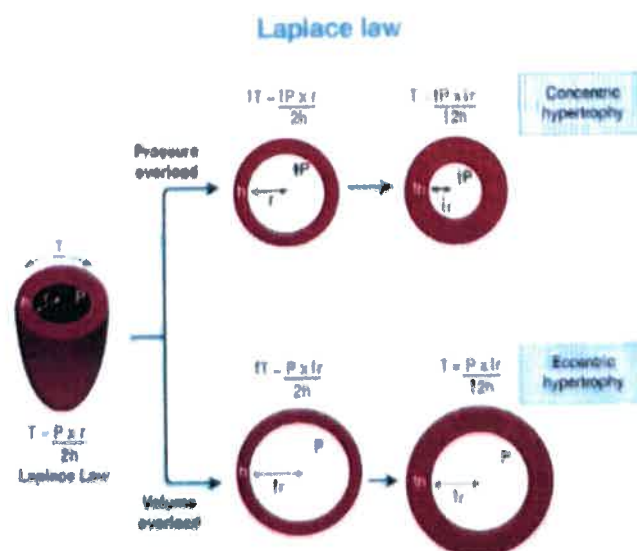 Laplace law
↑T = ↑P x r
2h
T = ↑P x ↓r
↑2h
Concentric
hypertrophy
Pressure
overload
↑P
h
r
↑P
↑h
↓r
T
r
P
T = P x r
2h
Laplace Law
↑T = P x ↑r
2h
T = P x ↑r
↑2h
Eccentric
hypertrophy
P
h
↑r
P
↑h
↑r
Volume
overload